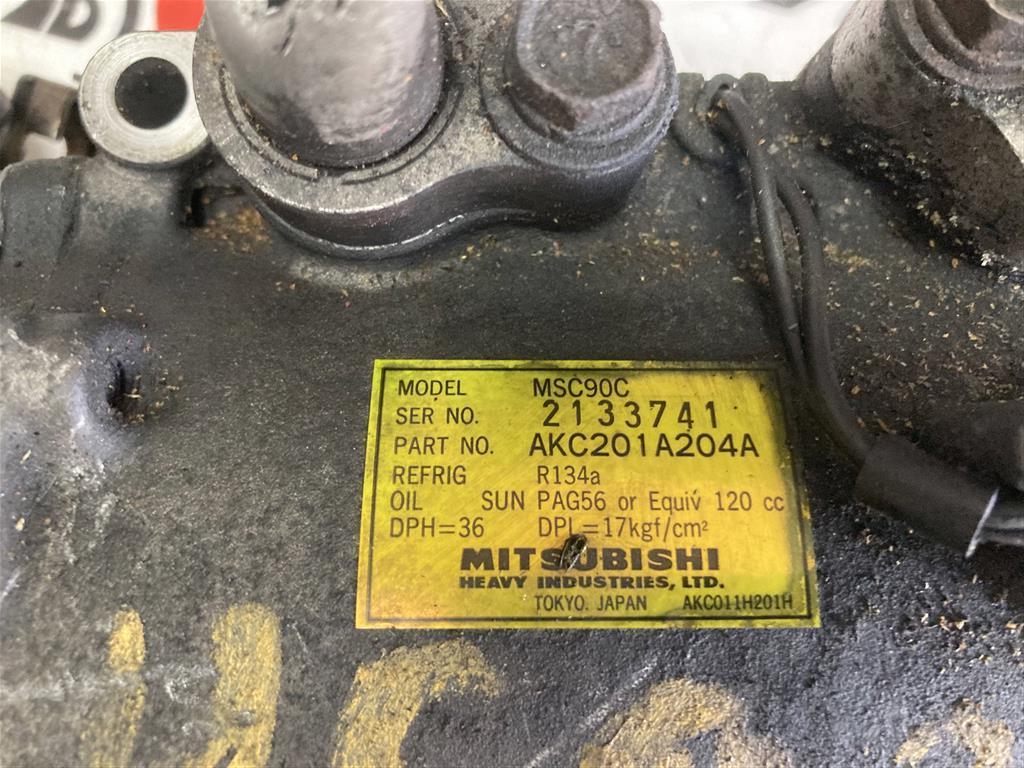 MODEL MSC90C
SER NO. 2133741
PART NO. AKC201A204A
REFRIG R134a
OIL SUN PAG56 or Equiv 120 cc
DPH=36 DPL=17kgf/cm²
MITSUBISHI
HEAVY INDUSTRIES, LTD.
TOKYO. JAPAN AKC011H201H